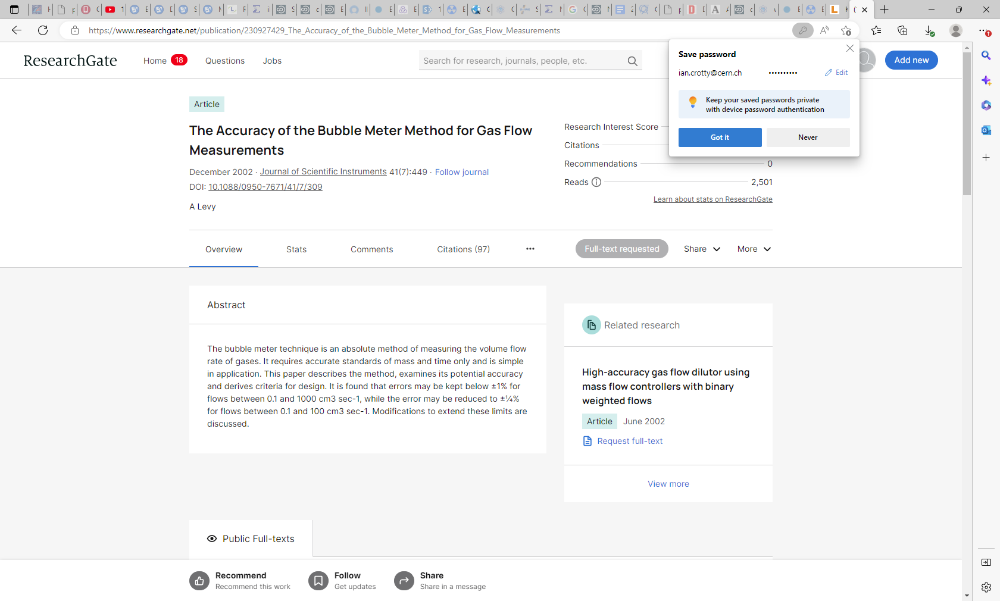 https://www.researchgate.net/publication/230927429_The_Accuracy_of_the_Bubble_Meter_Method_for_Gas_Flow_Measurements
Save password
ian.crotty@cern.ch •••••••••• Edit
Keep your saved passwords private
with device password authentication
Got it Never
ResearchGate Home 18 Questions Jobs Search for research, journals, people, etc. Add new
Article
The Accuracy of the Bubble Meter Method for Gas Flow
Measurements
December 2002 · Journal of Scientific Instruments 41(7):449 · Follow journal
DOI: 10.1088/0950-7671/41/7/309
A Levy
Research Interest Score
Citations
Recommendations 0
Reads 2,501
Learn about stats on ResearchGate
Overview Stats Comments Citations (97) ••• Full-text requested Share More
Abstract
The bubble meter technique is an absolute method of measuring the volume flow
rate of gases. It requires accurate standards of mass and time only and is simple
in application. This paper describes the method, examines its potential accuracy
and derives criteria for design. It is found that errors may be kept below ±1% for
flows between 0.1 and 1000 cm3 sec-1, while the error may be reduced to ±¼%
for flows between 0.1 and 100 cm3 sec-1. Modifications to extend these limits are
discussed.
Related research
High-accuracy gas flow dilutor using
mass flow controllers with binary
weighted flows
Article June 2002
Request full-text
View more
Public Full-texts
Recommend
Recommend this work
Follow
Get updates
Share
Share in a message